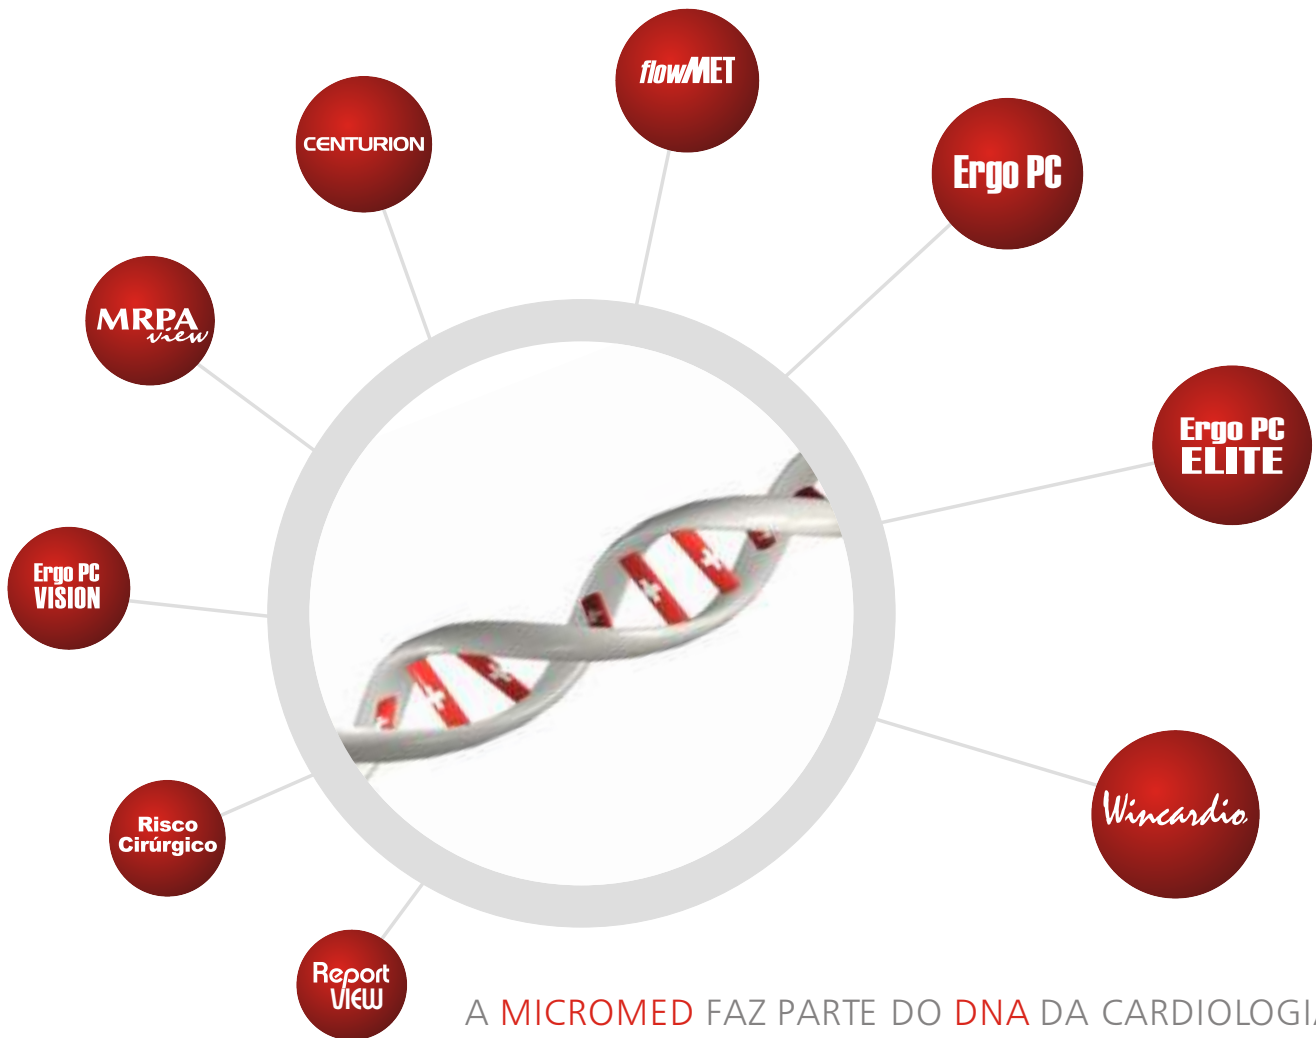 flowMET
CENTURION
Ergo PC
MRPA
view
Ergo PC
ELITE
Ergo PC
VISION
Risco
Cirúrgico
Wincardio
Report
VIEW
A MICROMED FAZ PARTE DO DNA DA CARDIOLOGIA